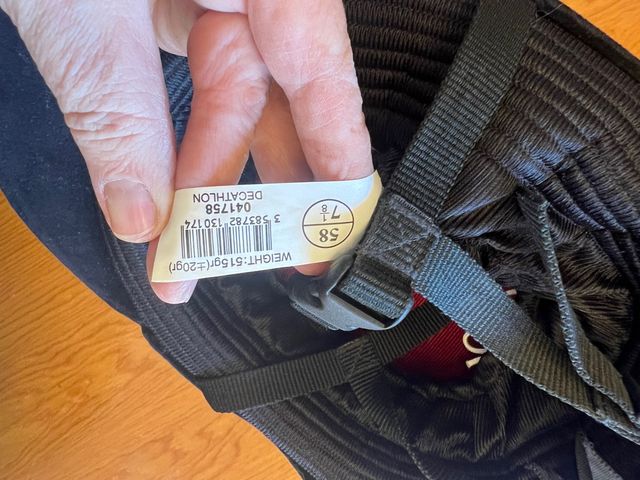 WEIGHT:515gr(±20gr)
58
7 1/8
3 583782 130174
041758
DECATHLON